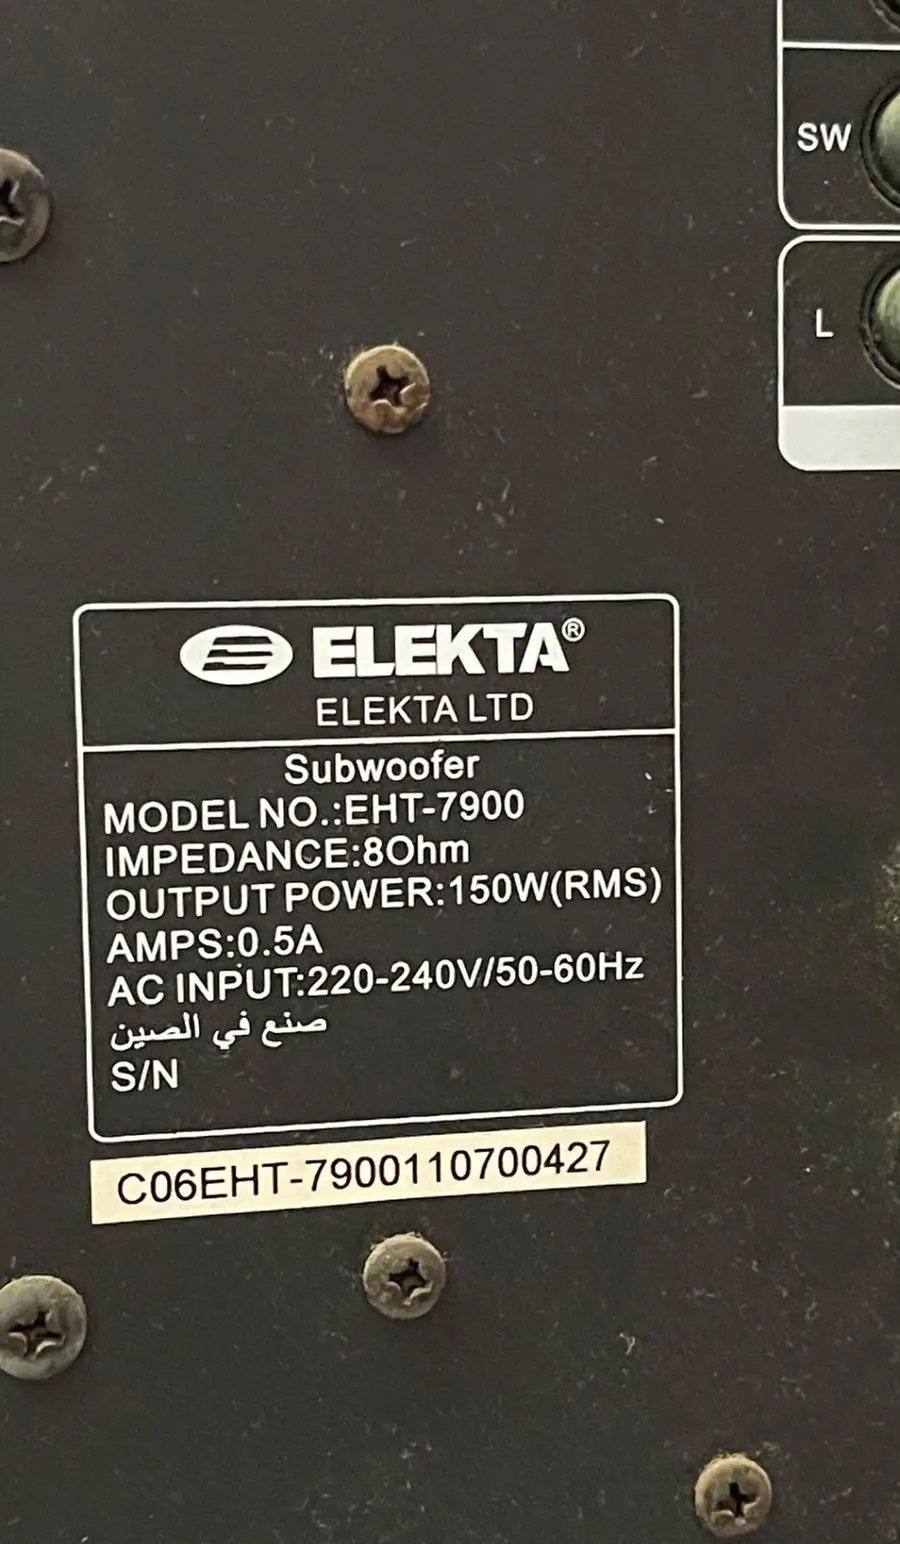 SW
L
ELEKTA®
ELEKTA LTD
Subwoofer
MODEL NO.:EHT-7900
IMPEDANCE:8Ohm
OUTPUT POWER:150W(RMS)
AMPS:0.5A
AC INPUT:220-240V/50-60Hz
صنع في الصين
S/N
C06EHT-7900110700427